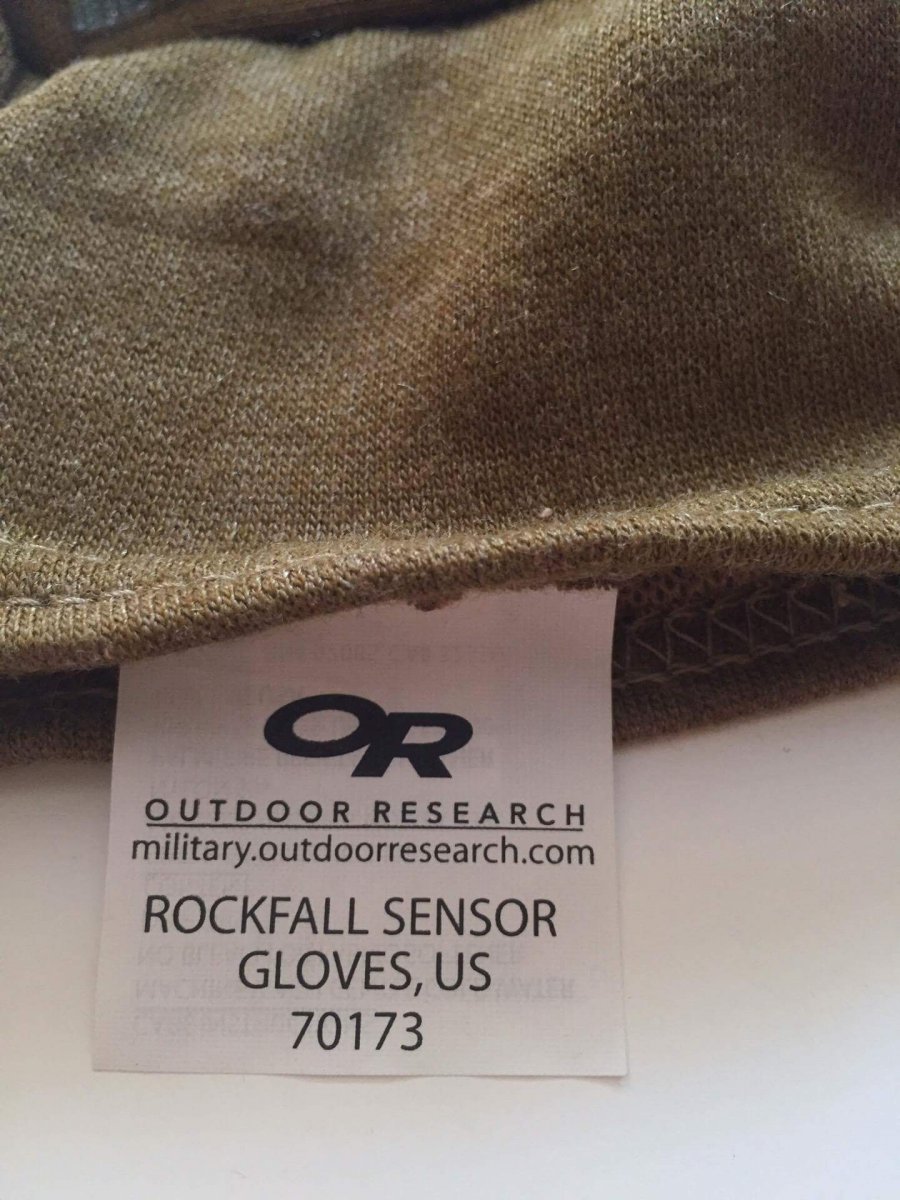 OR
OUTDOOR RESEARCH
military.outdoorresearch.com
ROCKFALL SENSOR
GLOVES, US
70173